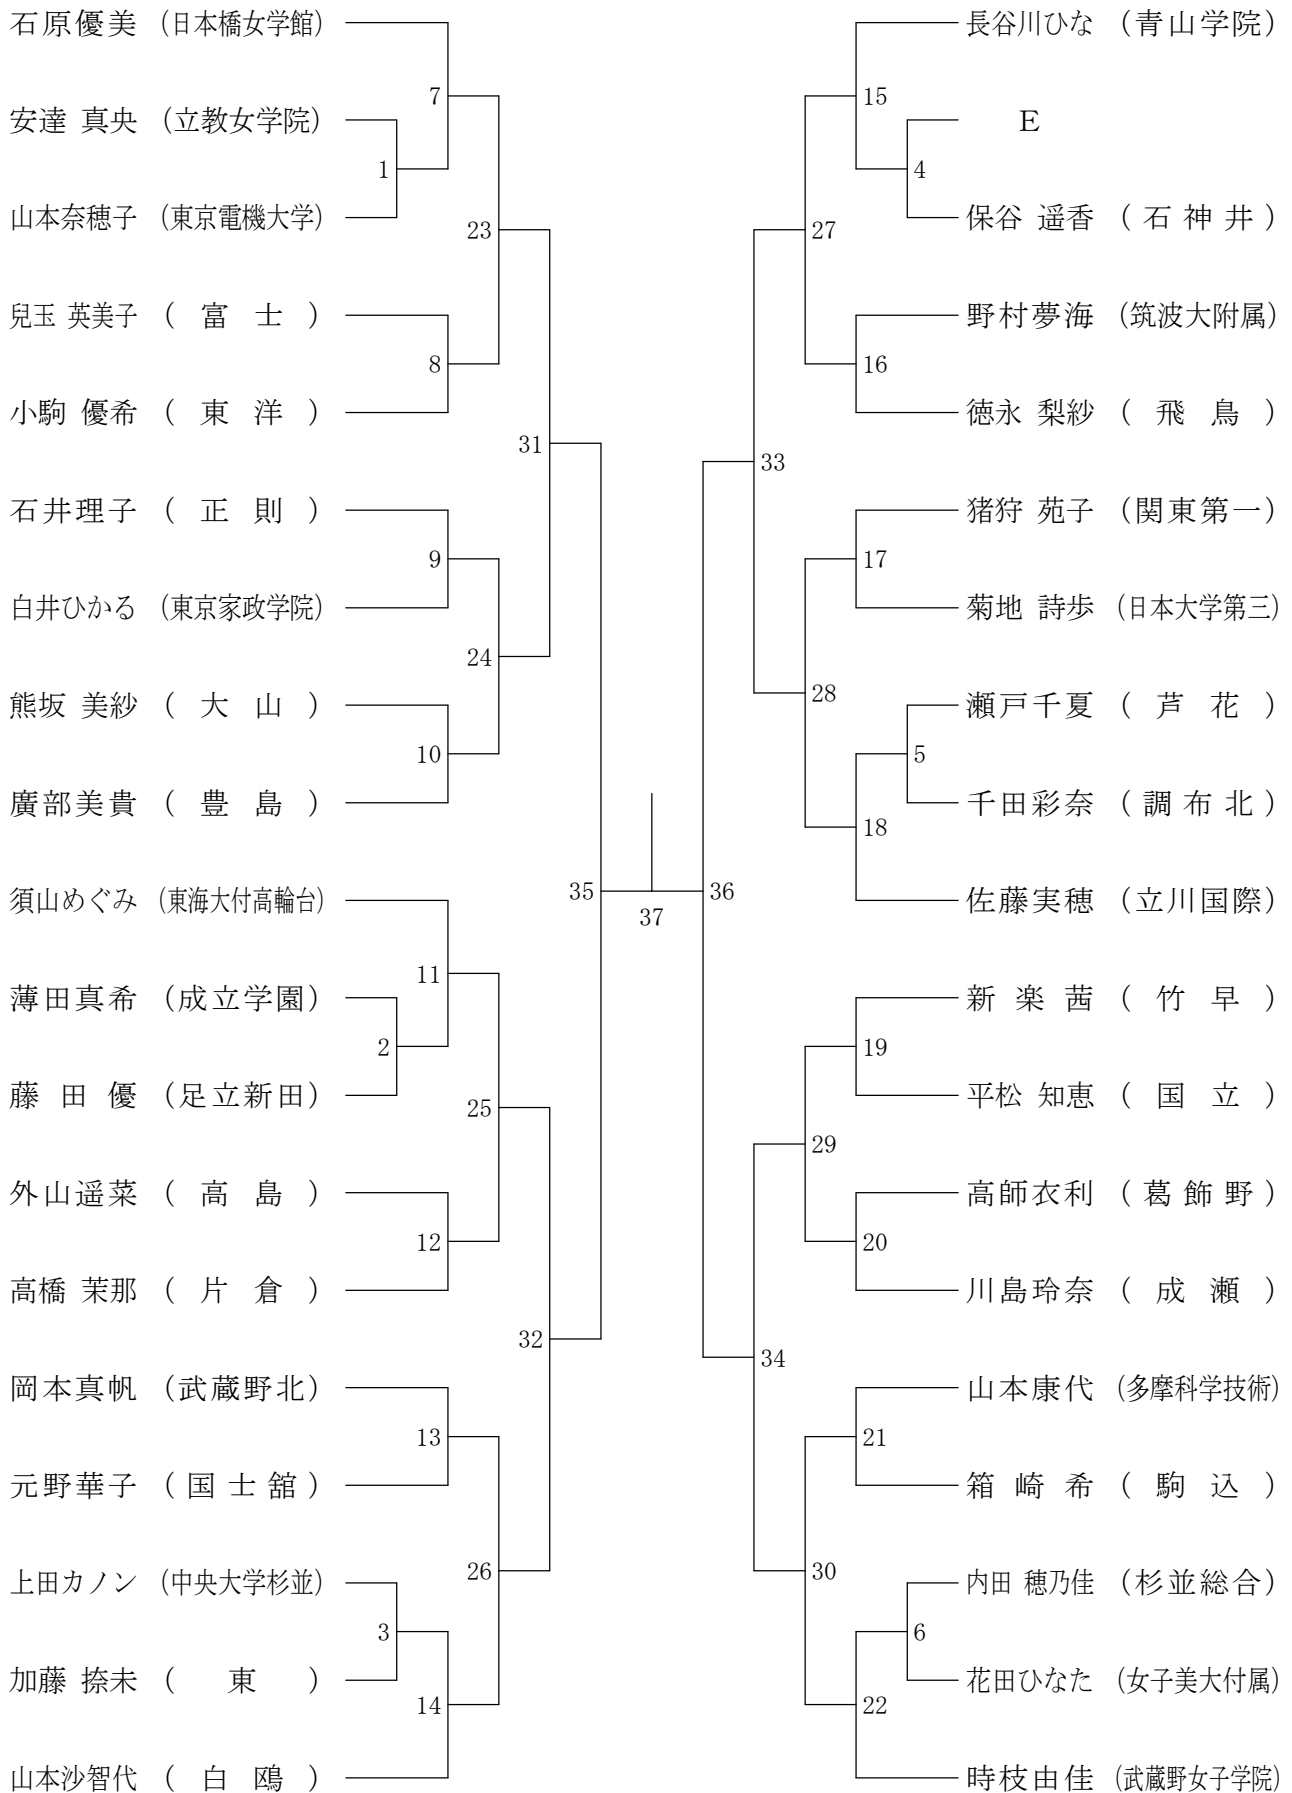 石原優美 （日本橋女学館）
7
安達 真央 （立教女学院）
1
山本奈穂子 （東京電機大学）
23
兒玉 英美子 （ 富 士 ）
8
小駒 優希 （ 東 洋 ）
31
石井理子 （ 正 則 ）
9
白井ひかる （東京家政学院）
24
熊坂 美紗 （ 大 山 ）
10
廣部美貴 （ 豊 島 ）
35
須山めぐみ （東海大付高輪台）
11
薄田真希 （成立学園）
2
藤田優 （足立新田）
25
外山遥菜 （ 高 島 ）
12
高橋 茉那 （ 片 倉 ）
32
岡本真帆 （武蔵野北）
13
元野華子 （国士舘）
26
上田カノン （中央大学杉並）
3
加藤 捺未 （ 東 ）
14
山本沙智代 （ 白 鴎 ）
37
長谷川ひな （青山学院）
15
E
4
保谷 遥香 （石神井）
27
野村夢海 （筑波大附属）
16
徳永 梨紗 （ 飛 鳥 ）
33
猪狩 苑子 （関東第一）
17
菊地 詩歩 （日本大学第三）
28
瀬戸千夏 （ 芦 花 ）
5
千田彩奈 （調布北）
18
佐藤実穂 （立川国際）
36
新楽茜 （ 竹 早 ）
19
平松 知恵 （ 国 立 ）
29
高師衣利 （葛飾野）
20
川島玲奈 （ 成 瀬 ）
34
山本康代 （多摩科学技術）
21
箱崎希 （ 駒 込 ）
30
内田 穂乃佳 （杉並総合）
6
花田ひなた （女子美大付属）
22
時枝由佳 （武蔵野女子学院）